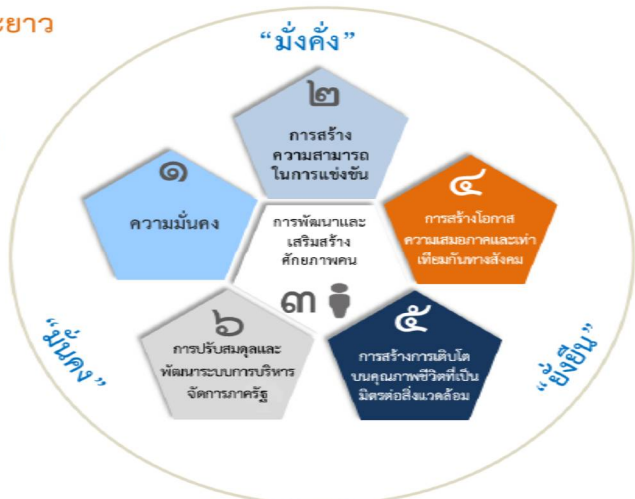 ะยาว
“มั่งคั่ง”
๒
การสร้าง
ความสามารถ
ในการแข่งขัน
๑
ความมั่นคง
การพัฒนาและ
เสริมสร้าง
ศักยภาพคน
๓
๔
การสร้างโอกาส
ความเสมอภาคและเท่า
เทียมกันทางสังคม
๖
การปรับสมดุลและ
พัฒนาระบบการบริหาร
จัดการภาครัฐ
๕
การสร้างการเติบโต
บนคุณภาพชีวิตที่เป็น
มิตรต่อสิ่งแวดล้อม
“มั่นคง”
“ยั่งยืน”